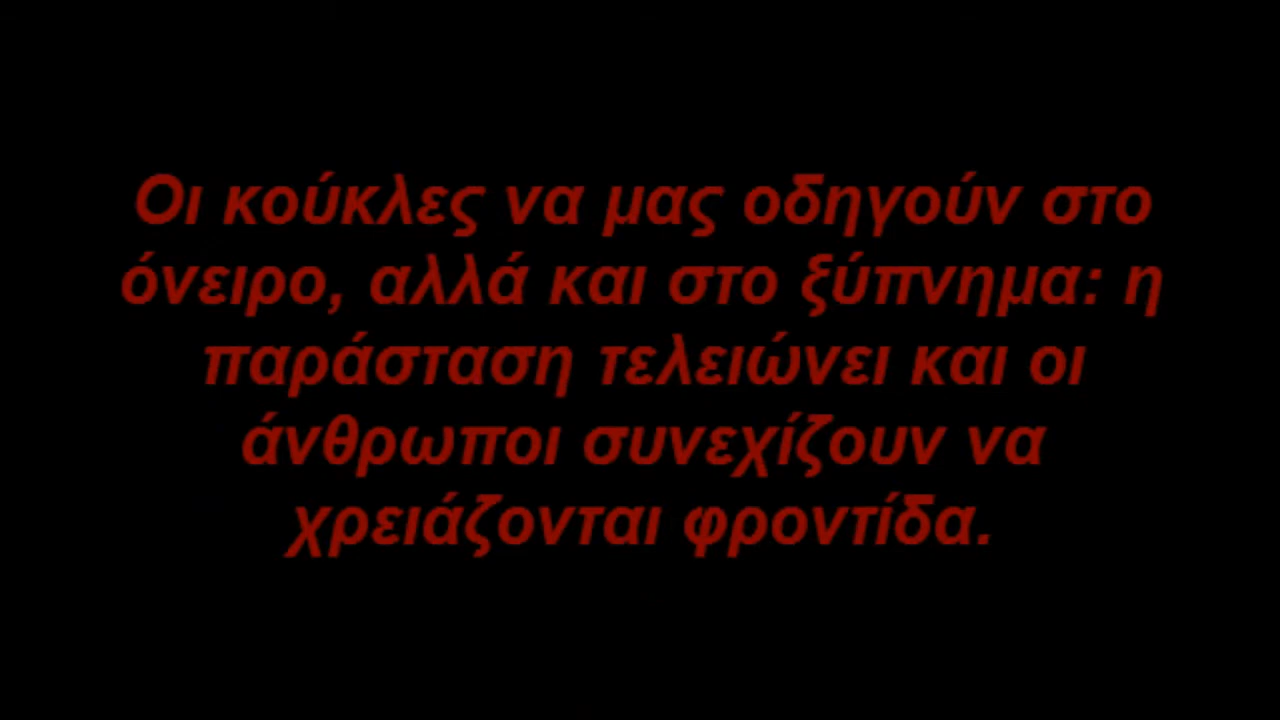 Οι κούκλες να μας οδηγούν στο
όνειρο, αλλά και στο ξύπνημα: η
παράσταση τελειώνει και οι
άνθρωποι συνεχίζουν να
χρειάζονται φροντίδα.